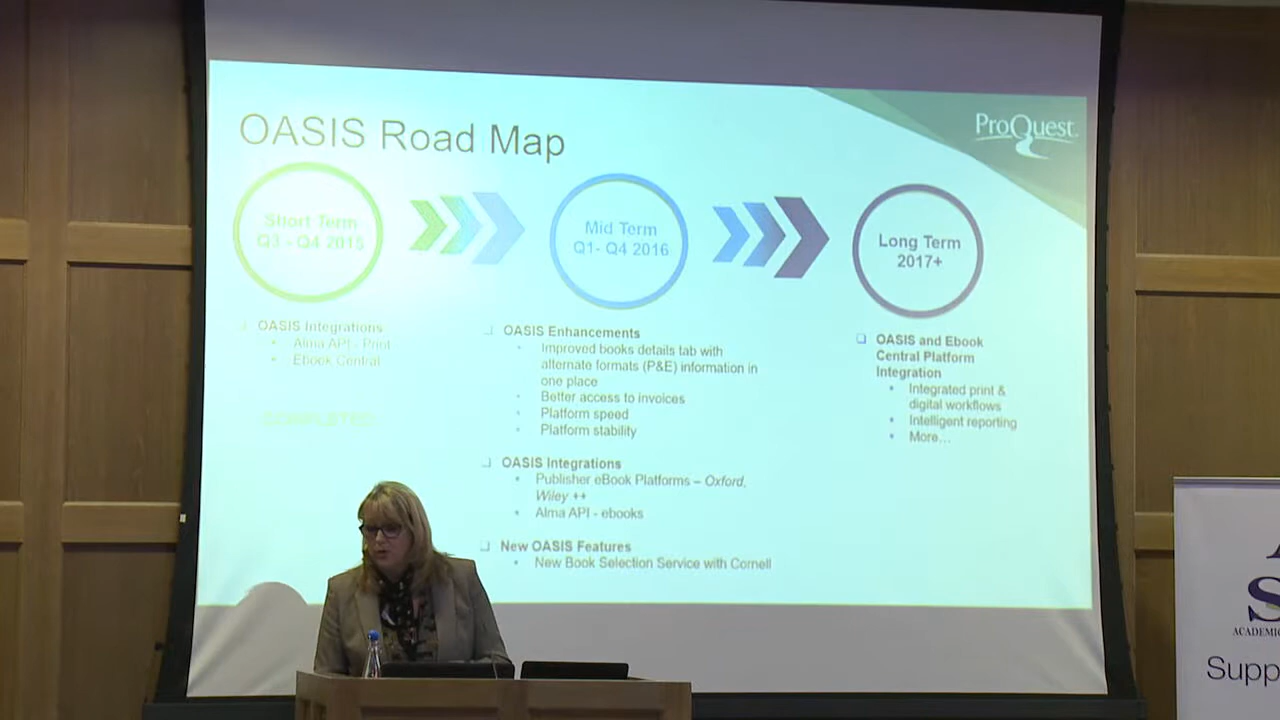 OASIS Road Map
ProQuest
Short Term
Q3 - Q4 2015
Mid Term
Q1- Q4 2016
Long Term
2017+
OASIS Integrations
• Alma API - Print
• Ebook Central
COMPLETED
OASIS Enhancements
• Improved books details tab with
alternate formats (P&E) information in
one place
• Better access to invoices
• Platform speed
• Platform stability
OASIS Integrations
• Publisher eBook Platforms – Oxford,
Wiley ++
• Alma API - ebooks
New OASIS Features
• New Book Selection Service with Cornell
OASIS and Ebook
Central Platform
Integration
• Integrated print &
digital workflows
• Intelligent reporting
• More…
ACADEMIC
Supp